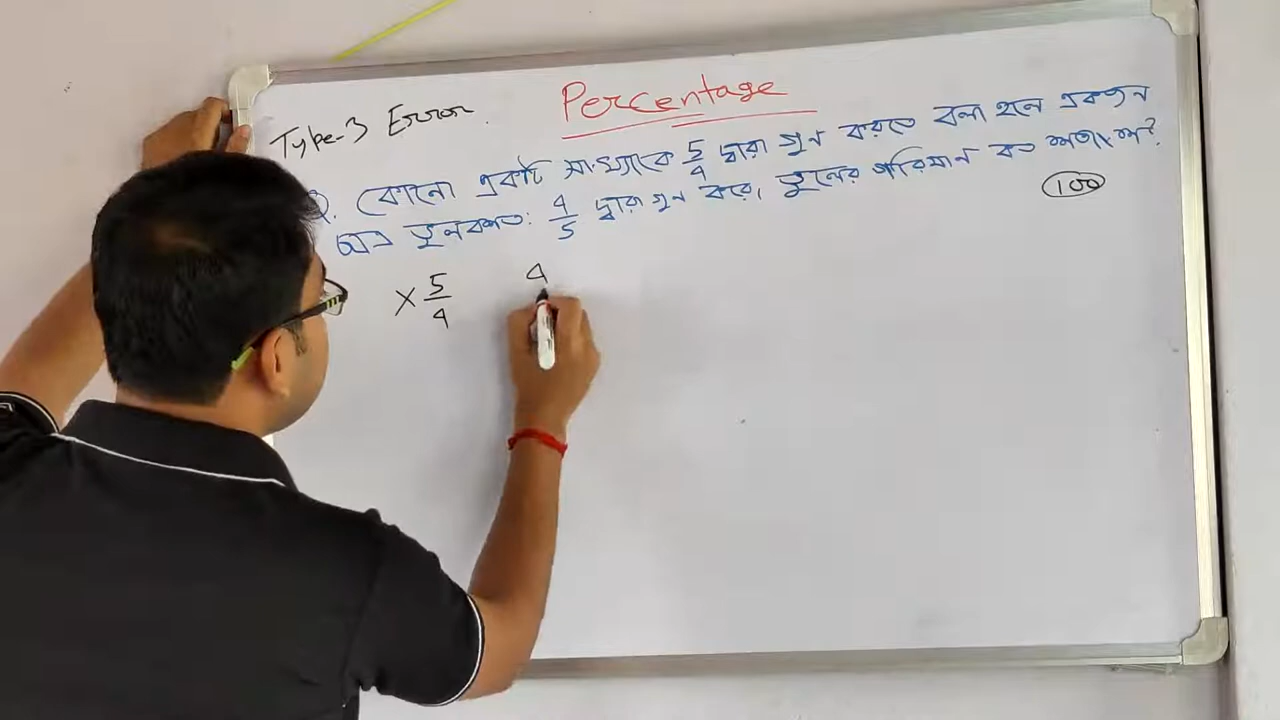 Percentage
Type-3 Error.
Q. কোনো একটি সংখ্যাকে 5/4 দ্বারা গুন করতে বলা হলে একজন
ছাত্র ভুলবশত: 4/5 দ্বারা গুন করে। ভুলের পরিমান কত শতাংশ?
100
× 5/4 4